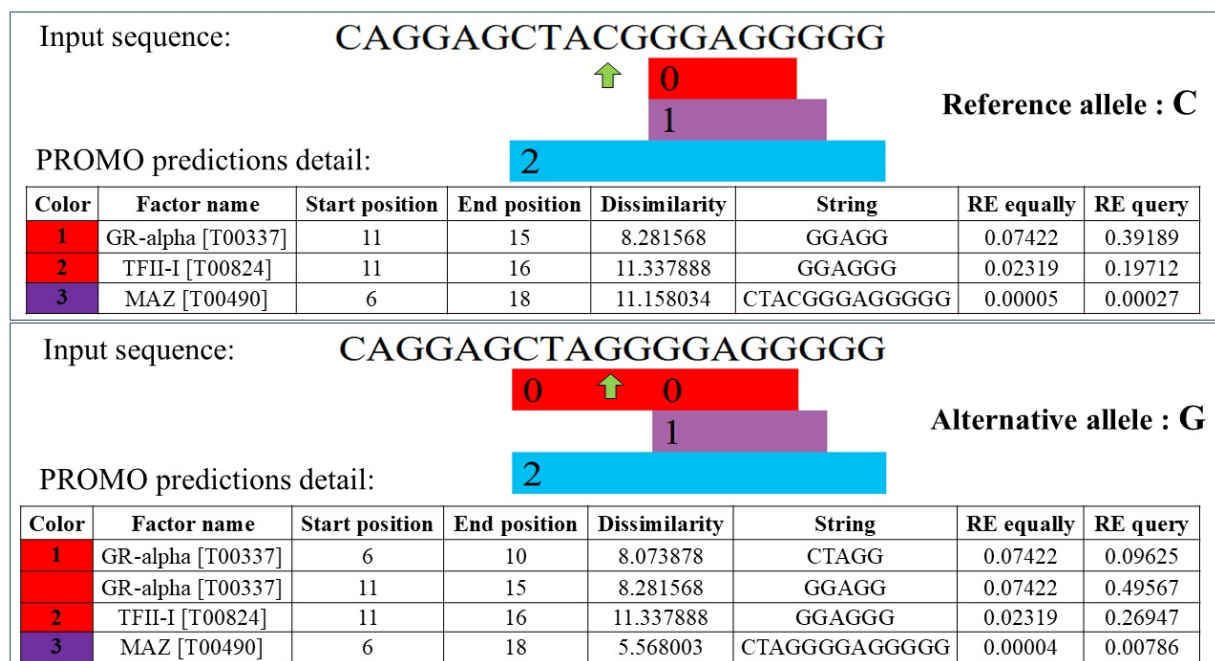 Input sequence: CAGGAGCTACGGGAGGGGG
0
Reference allele : C
1
PROMO predictions detail: 2
Color Factor name Start position End position Dissimilarity String RE equally RE query
1 GR-alpha [T00337] 11 15 8.281568 GGAGG 0.07422 0.39189
2 TFII-I [T00824] 11 16 11.337888 GGAGGG 0.02319 0.19712
3 MAZ [T00490] 6 18 11.158034 CTACGGGAGGGGG 0.00005 0.00027
Input sequence: CAGGAGCTAGGGGAGGGGG
0 0
Alternative allele : G
1
PROMO predictions detail: 2
Color Factor name Start position End position Dissimilarity String RE equally RE query
1 GR-alpha [T00337] 6 10 8.073878 CTAGG 0.07422 0.09625
GR-alpha [T00337] 11 15 8.281568 GGAGG 0.07422 0.49567
2 TFII-I [T00824] 11 16 11.337888 GGAGGG 0.02319 0.26947
3 MAZ [T00490] 6 18 5.568003 CTAGGGGAGGGGG 0.00004 0.00786